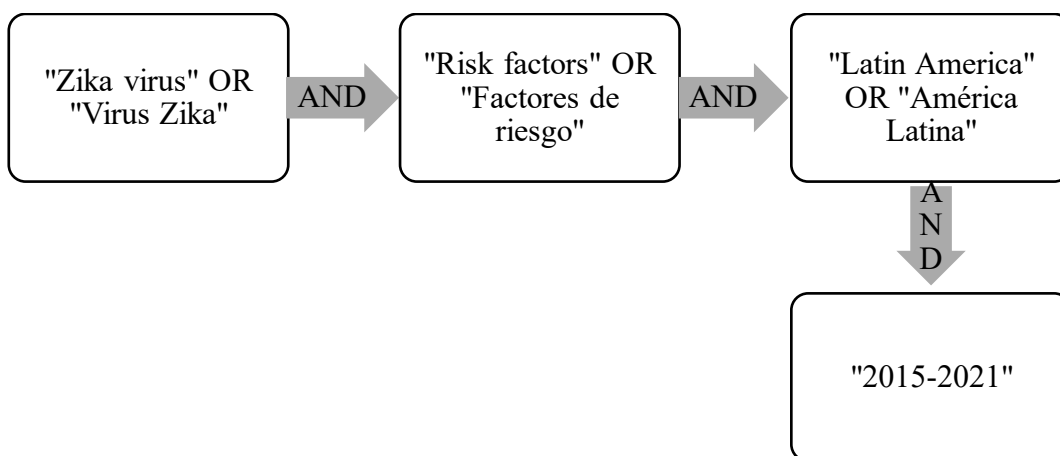 "Zika virus" OR
"Virus Zika"
AND
"Risk factors" OR
"Factores de
riesgo"
AND
"Latin America"
OR "América
Latina"
A
N
D
"2015-2021"